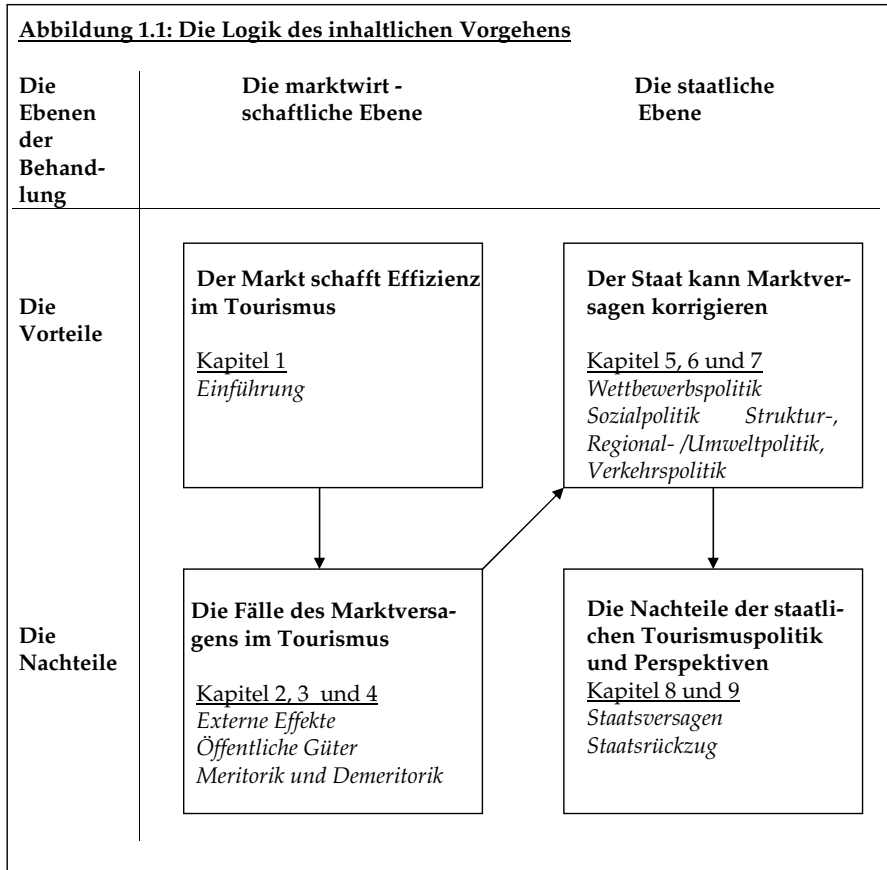 Abbildung 1.1: Die Logik des inhaltlichen Vorgehens
Die
Ebenen
der
Behand-
lung
Die marktwirt -
schaftliche Ebene
Die staatliche
Ebene
Die
Vorteile
Der Markt schafft Effizienz
im Tourismus
Kapitel 1
Einführung
Der Staat kann Marktver-
sagen korrigieren
Kapitel 5, 6 und 7
Wettbewerbspolitik
Sozialpolitik Struktur-,
Regional- /Umweltpolitik,
Verkehrspolitik
Die
Nachteile
Die Fälle des Marktversa-
gens im Tourismus
Kapitel 2, 3 und 4
Externe Effekte
Öffentliche Güter
Meritorik und Demeritorik
Die Nachteile der staatli-
chen Tourismuspolitik
und Perspektiven
Kapitel 8 und 9
Staatsversagen
Staatsrückzug